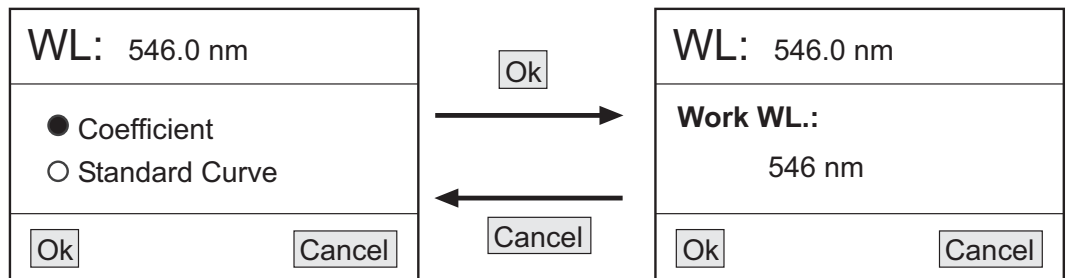 WL: 546.0 nm
Coefficient
Standard Curve
Ok Cancel
Ok
Cancel
WL: 546.0 nm
Work WL.:
546 nm
Ok Cancel